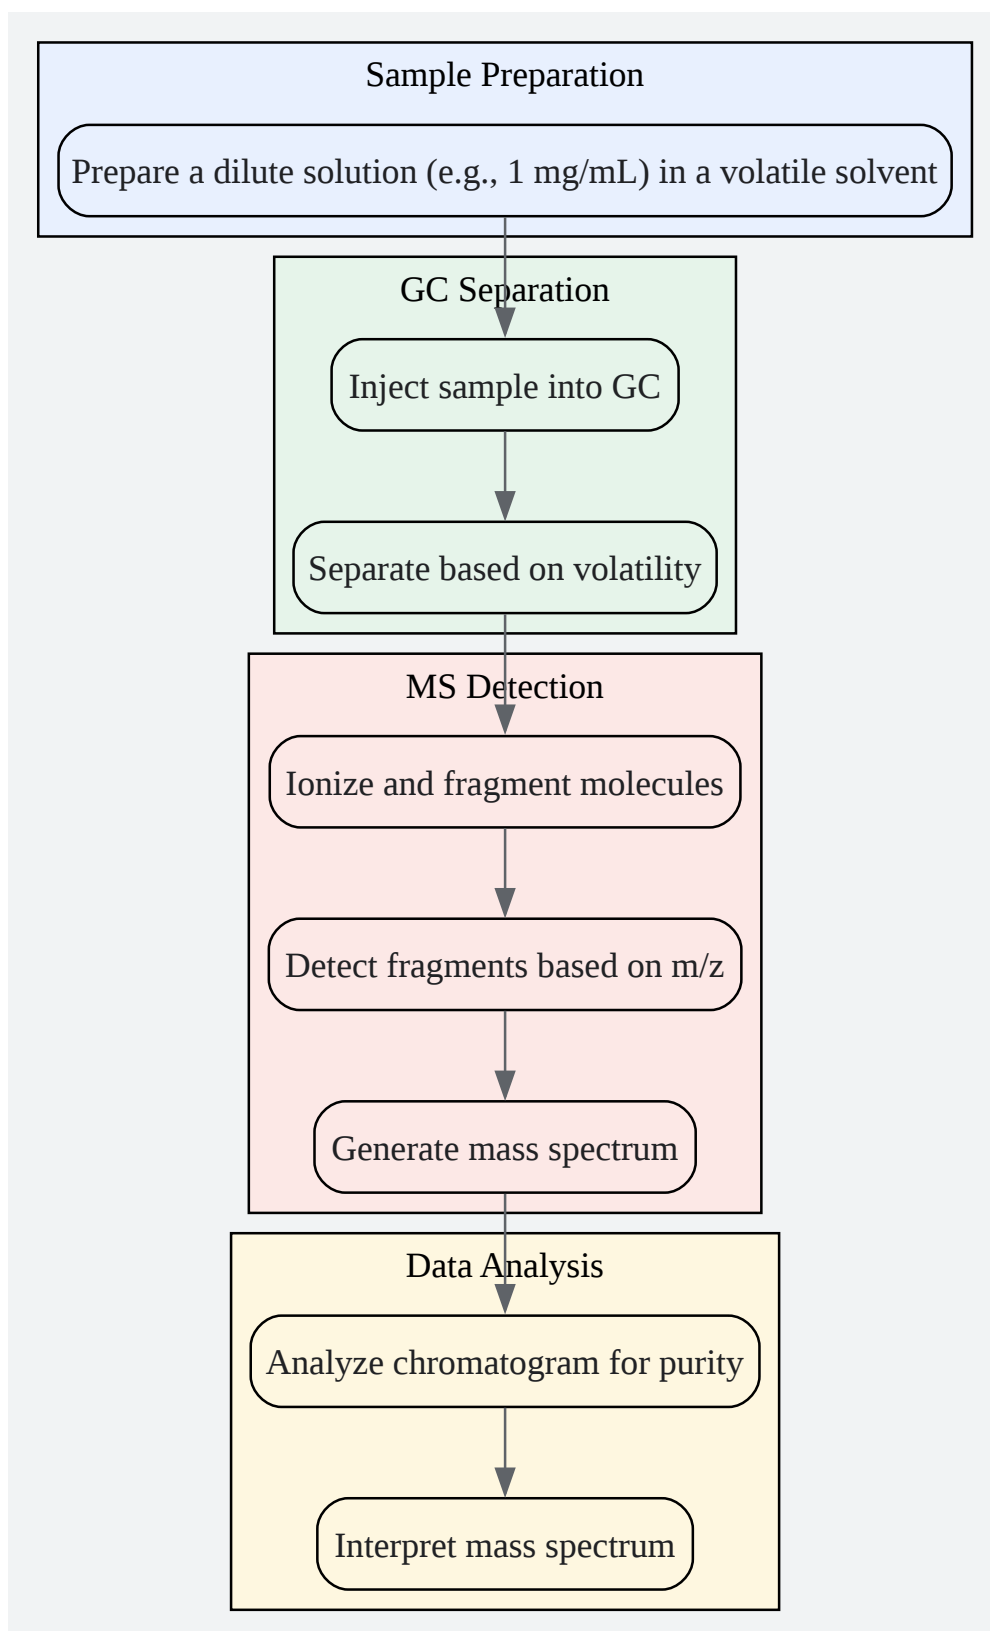 Sample Preparation
Prepare a dilute solution (e.g., 1 mg/mL) in a volatile solvent
GC Separation
Inject sample into GC
Separate based on volatility
MS Detection
Ionize and fragment molecules
Detect fragments based on m/z
Generate mass spectrum
Data Analysis
Analyze chromatogram for purity
Interpret mass spectrum